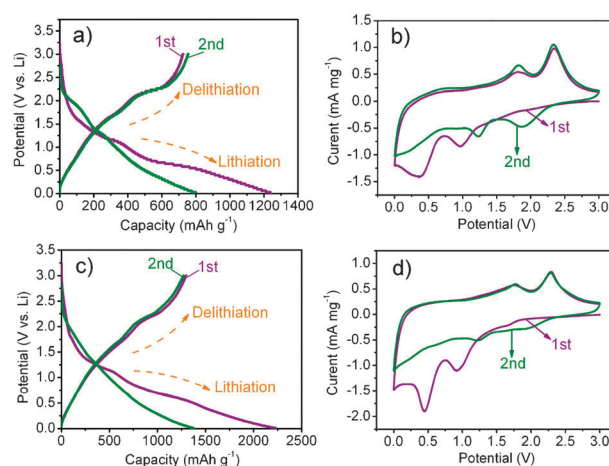 a)
3.5
3.0
2.5
2.0
1.5
1.0
0.5
0.0
Potential (V vs. Li)
1st
2nd
Delithiation
Lithiation
0 200 400 600 800 1000 1200 1400
Capacity (mAh g-1)
b)
1.5
1.0
0.5
0.0
-0.5
-1.0
-1.5
Curent (mA mg-1)
1st
2nd
0.0 0.5 1.0 1.5 2.0 2.5 3.0
Potential (V)
c)
3.5
3.0
2.5
2.0
1.5
1.0
0.5
0.0
Potential (V vs. Li)
2nd
1st
Delithiation
Lithiation
0 500 1000 1500 2000 2500
Capacity (mAh g-1)
d)
1.0
0.5
0.0
-0.5
-1.0
-1.5
-2.0
Curent (mA mg-1)
1st
2nd
0.0 0.5 1.0 1.5 2.0 2.5 3.0
Potential (V)